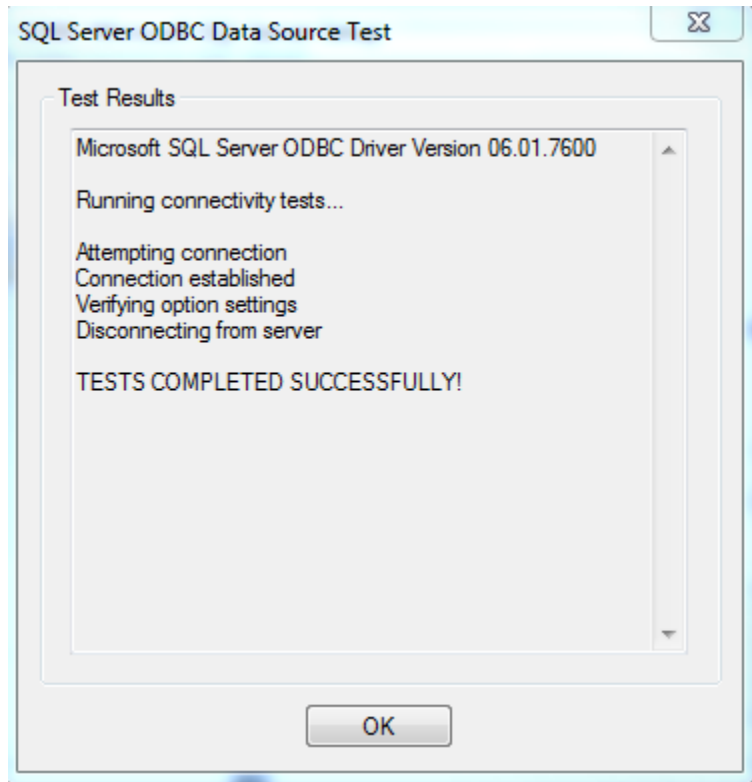 SQL Server ODBC Data Source Test
Test Results
Microsoft SQL Server ODBC Driver Version 06.01.7600
Running connectivity tests...
Attempting connection
Connection established
Verifying option settings
Disconnecting from server
TESTS COMPLETED SUCCESSFULLY!
OK